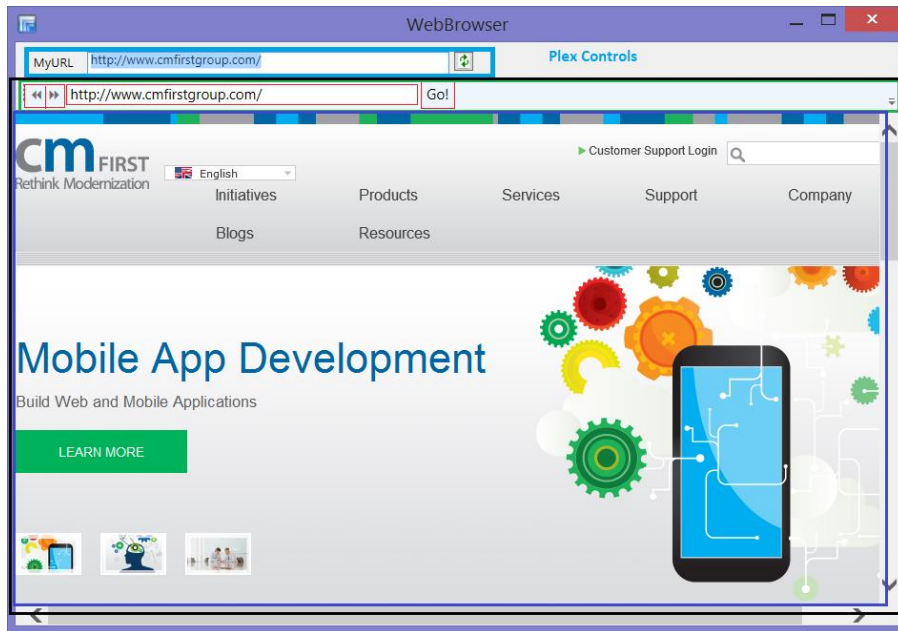 WebBrowser
MyURL http://www.cmfirstgroup.com/ Plex Controls
http://www.cmfirstgroup.com/ Go!
Customer Support Login
cm FIRST
Rethink Modernization
English
Initiatives Products Services Support Company
Blogs Resources
Mobile App Development
Build Web and Mobile Applications
LEARN MORE